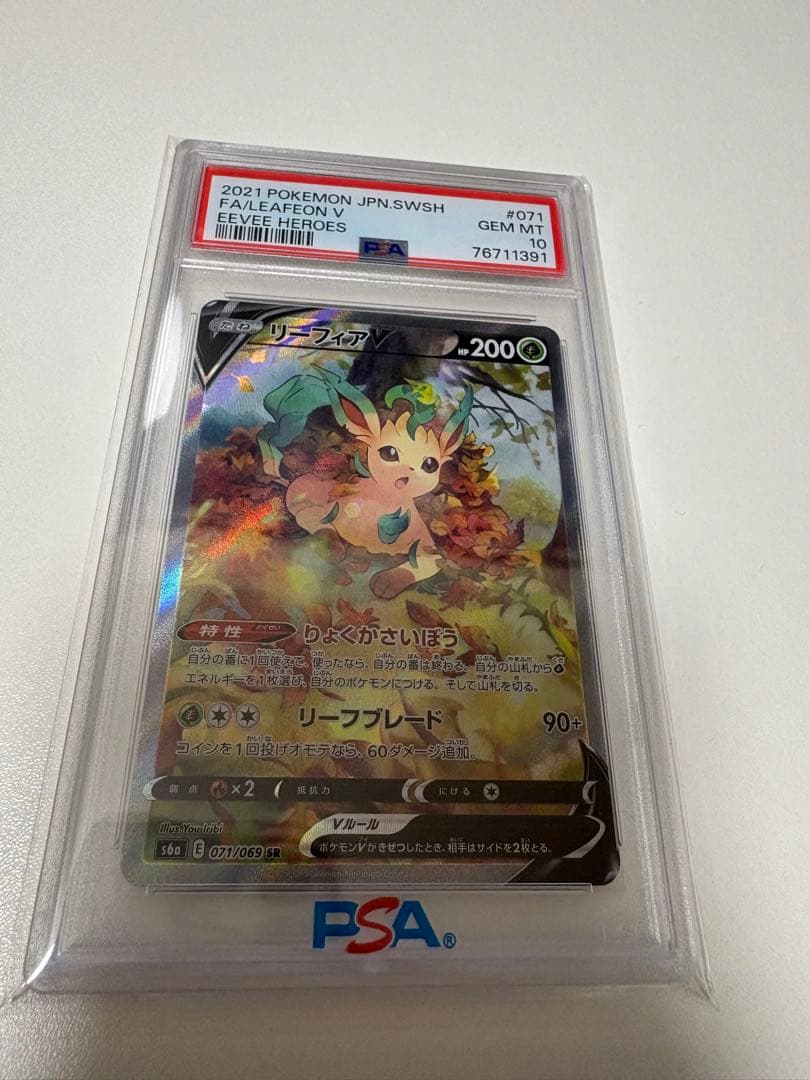 2021 POKEMON JPN.SWSH #071
FA/LEAFEON V GEM MT
EEVEE HEROES 10
76711391
PSA
たね リーフィアV HP 200
特性 とくせい りょくかさいぼう
自分の番に1回使えて、使ったなら、自分の番は終わる。自分の山札から
エネルギーを1枚選び、自分のポケモンにつける。そして山札を切る。
リーフブレード 90+
コインを1回投げオモテなら、60ダメージ追加。
弱点 ×2 抵抗力 にげる
Illus. You Iribi
Vルール
s6a E 071/069 SR ポケモンVがきぜつしたとき、相手はサイドを2枚とる。
PSA®